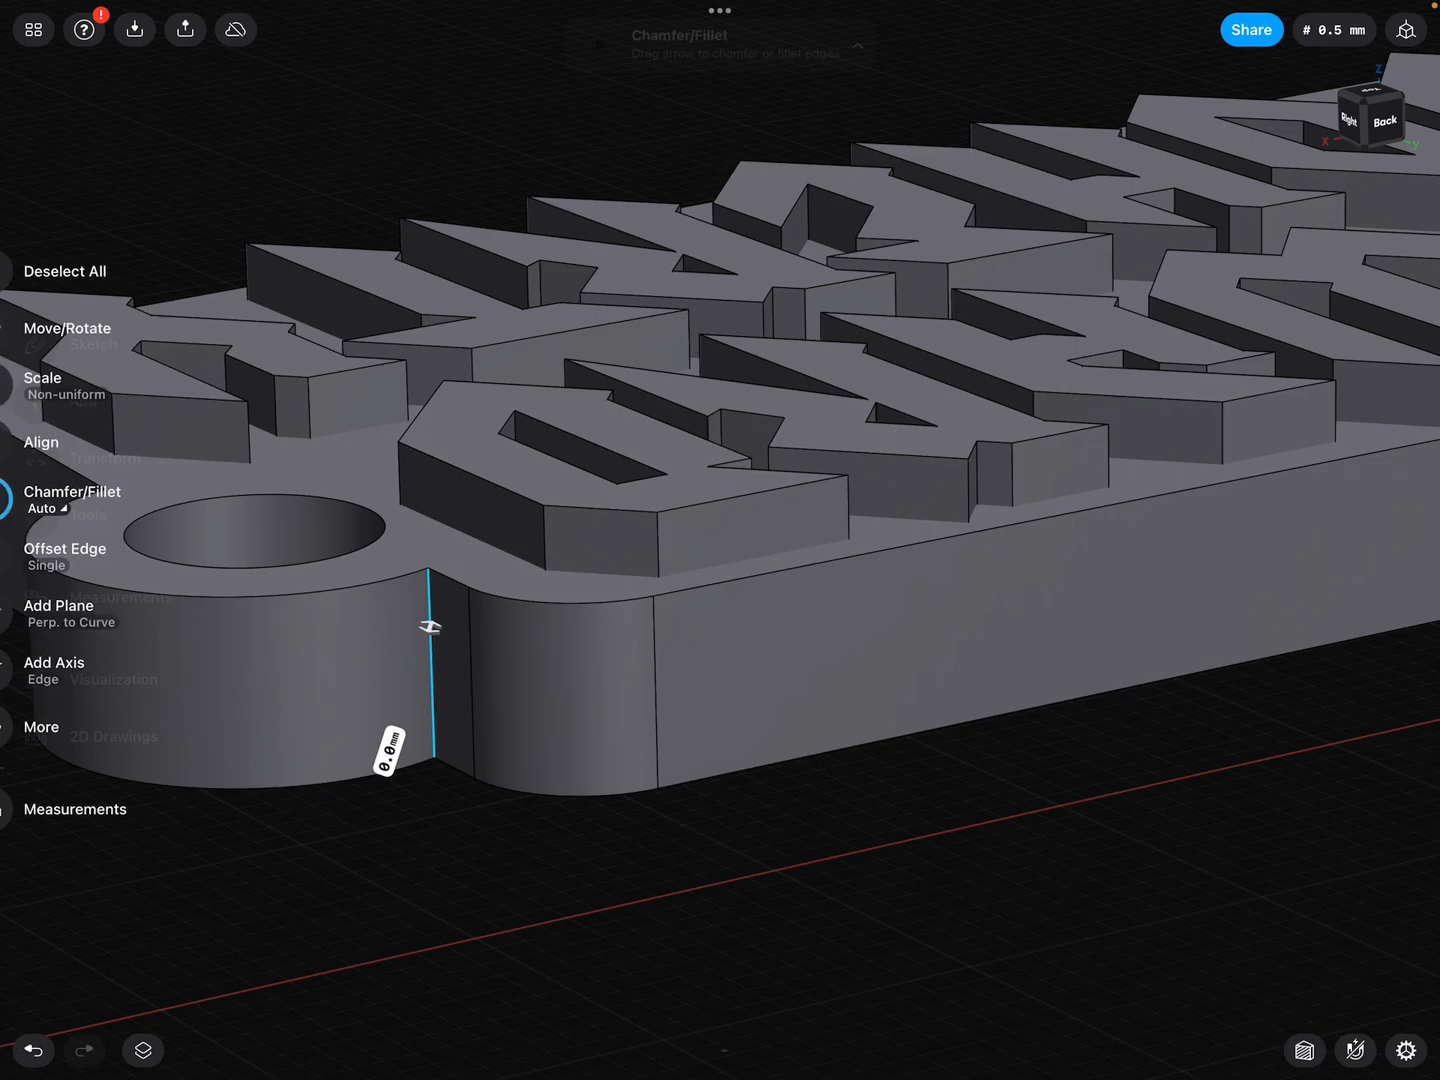 !
?
Chamfer/Fillet
Drag arrow to chamfer or fillet edges
Share
# 0.5 mm
Z
Top
Right
Back
X
Y
Deselect All
Move/Rotate
Sketch
Scale
Non-uniform
Add
Align
Transform
Chamfer/Fillet
Auto
Tools
Offset Edge
Single
Measurements
Add Plane
Perp. to Curve
Add Axis
Edge
Visualization
More
2D Drawings
0.0mm
Measurements